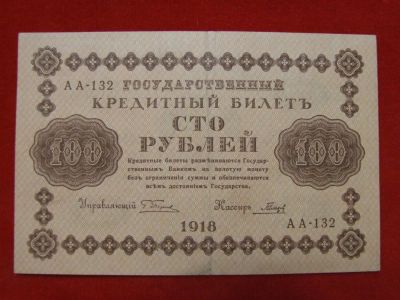 АА-132 ГОСУДАРСТВЕННЫЙ
КРЕДИТНЫЙ БИЛЕТЪ
100 СТО 100
РУБЛЕЙ
Кредитные билеты размѣниваются Государ-
ственнымъ Банкомъ на золотую монету
безъ ограниченія суммы и обезпечиваются
всѣмъ достояніемъ Государства.
Управляющій Кассиръ
1918
АА-132